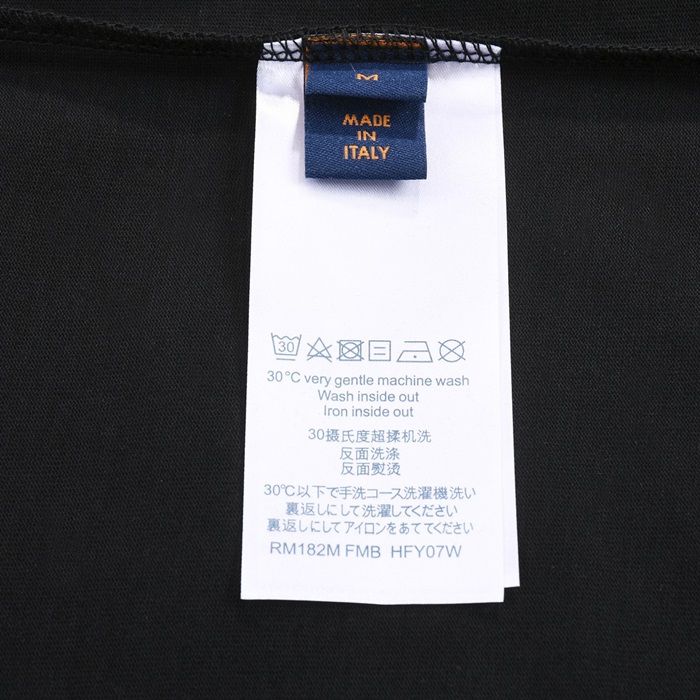 M
MADE
IN
ITALY
30
30°C very gentle machine wash
Wash inside out
Iron inside out
30摄氏度超揉机洗
反面洗涤
反面熨烫
30℃以下で手洗コース洗濯機洗い
裏返しにして洗濯してください
裏返しにしてアイロンをあててください
RM182M FMB HFY07W